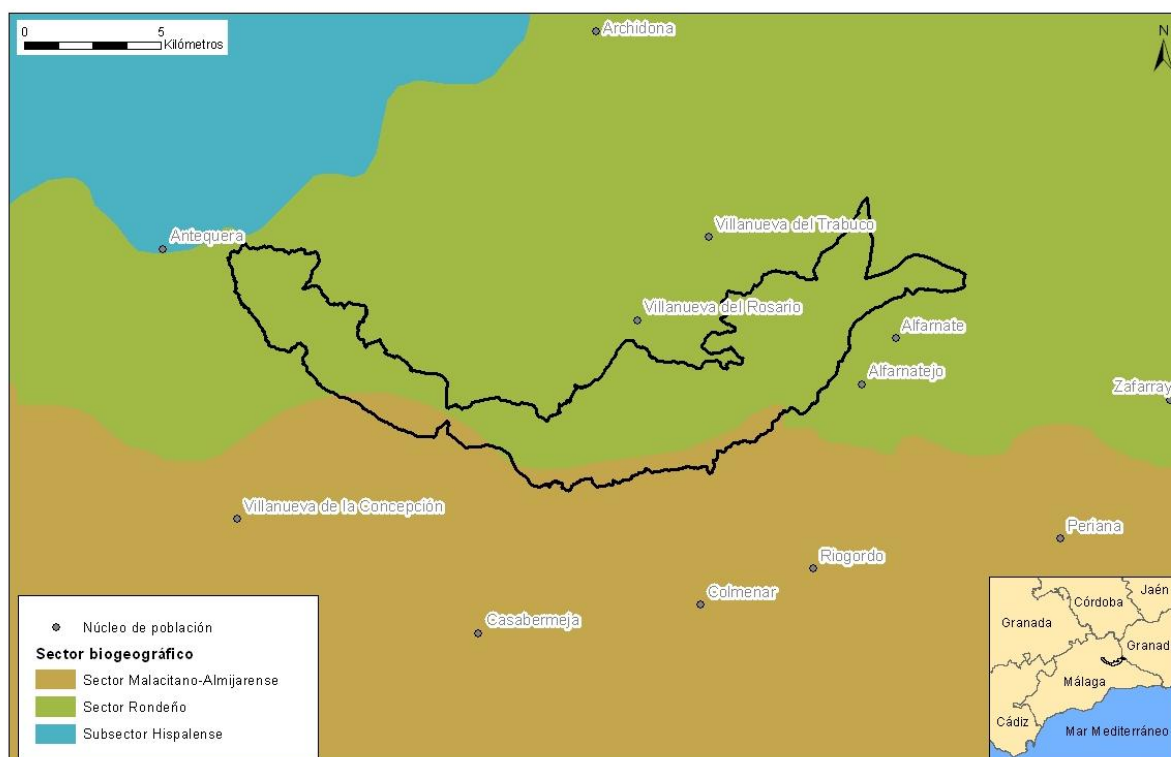 0 5
Kilómetros
Archidona
N
Antequera
Villanueva del Trabuco
Villanueva del Rosario
Alfarnate
Alfarnatejo
Zafarray
Villanueva de la Concepción
Periana
Riogordo
Colmenar
Casabermeja
Núcleo de población
Sector biogeográfico
Sector Malacitano-Almijarense
Sector Rondeño
Subsector Hispalense
Jaén
Córdoba
Granada
Granad
Málaga
Cádiz
Mar Mediterráneo